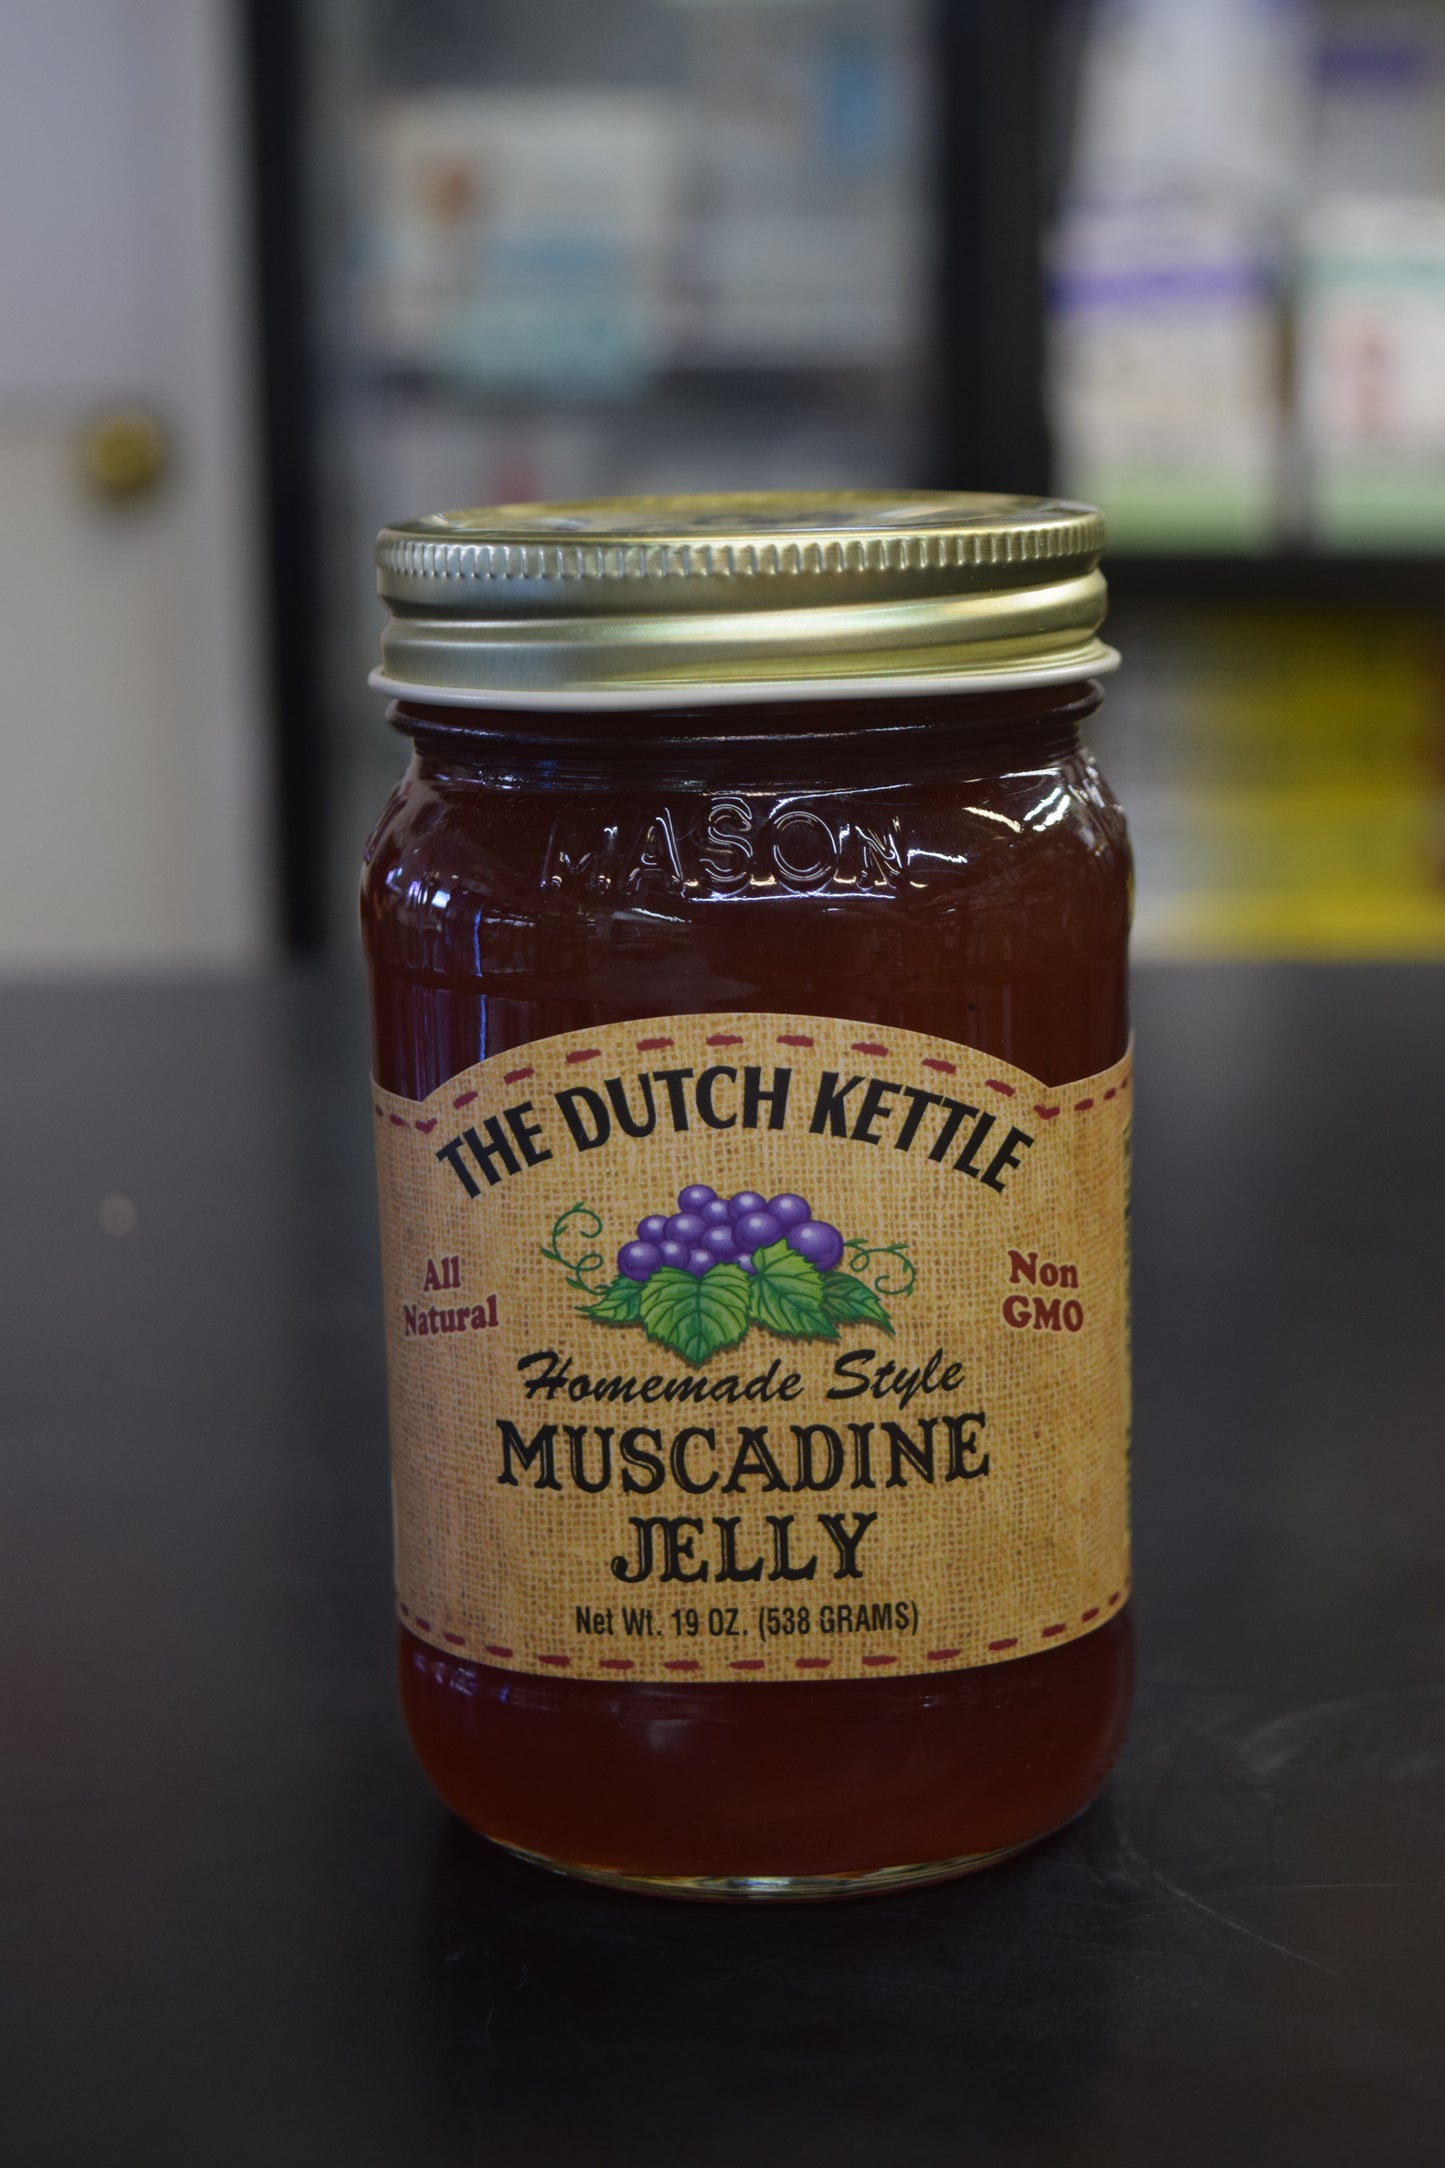 MASON
THE DUTCH KETTLE
All
Natural
Non
GMO
Homemade Style
MUSCADINE
JELLY
Net Wt. 19 OZ. (538 GRAMS)